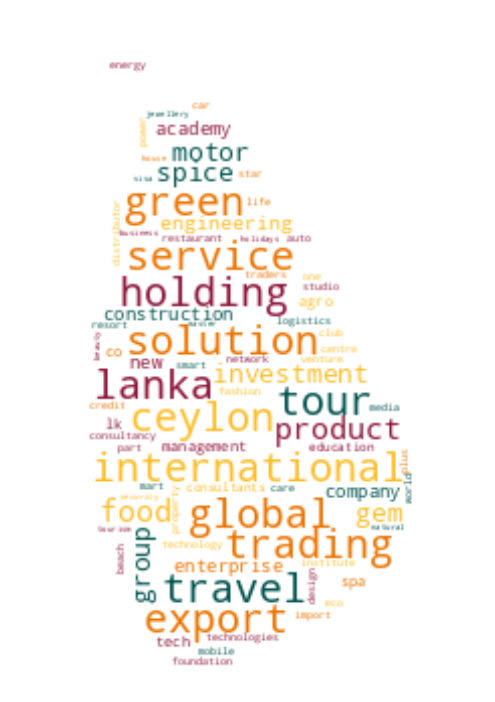 energy
car
jewellery
power
academy
motor
house
spice
visa
star
green
life
distributor
engineering
business
restaurant
holidays
auto
service
traders
one
holding
studio
agro
construction
resort
master
logistics
solution
club
beauty
co
centre
new
network
venture
smart
investment
lanka
fashion
tour
credit
media
ceylon
lk
product
consultancy
part
management
education
international
plus
mart
consultants
care
company
world
security
property
food
global
gem
tourism
natural
group
trading
technology
beach
enterprise
institute
travel
design
spa
eco
export
import
tech
technologies
mobile
foundation